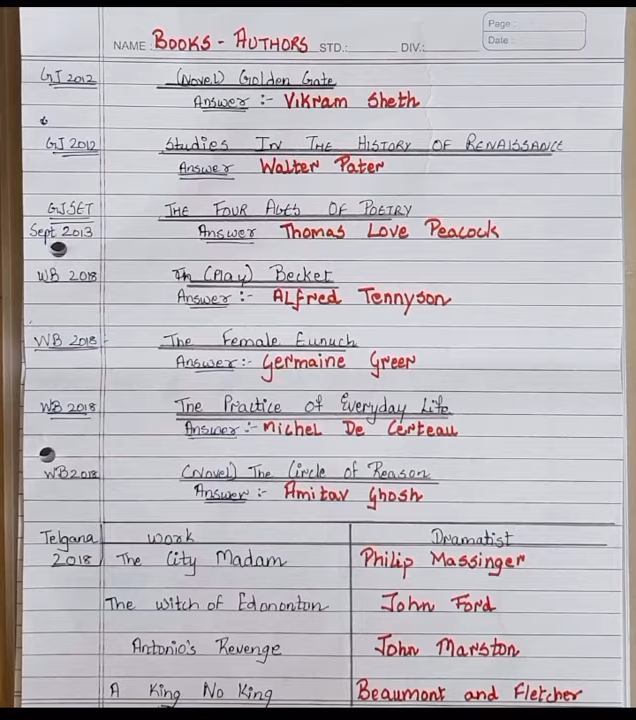 Page :
Date :
NAME : BOOKS - AUTHORS STD.: DIV.:
GJ 2012 (Novel) Golden Gate
Answer :- Vikram Sheth
GJ 2012 Studies IN THE HISTORY OF RENAISSANCE
Answer Walter Pater
GJSET THE FOUR AGES OF POETRY
Sept 2013 Answer Thomas Love Peacock
WB 2018 (Play) Becket
Answer :- ALfred Tennyson
WB 2018 The Female Eunuch
Answer :- Germaine Greer
WB 2018 The Practice of Everyday Life
Answer :- Michel De Certeau
WB 2018 (Novel) The Circle of Reason
Answer :- Amitav Ghosh
Telgana Work Dramatist
2018 The City Madam Philip Massinger
The Witch of Edmonton John Ford
Antonio's Revenge John Marston
A King No King Beaumont and Fletcher